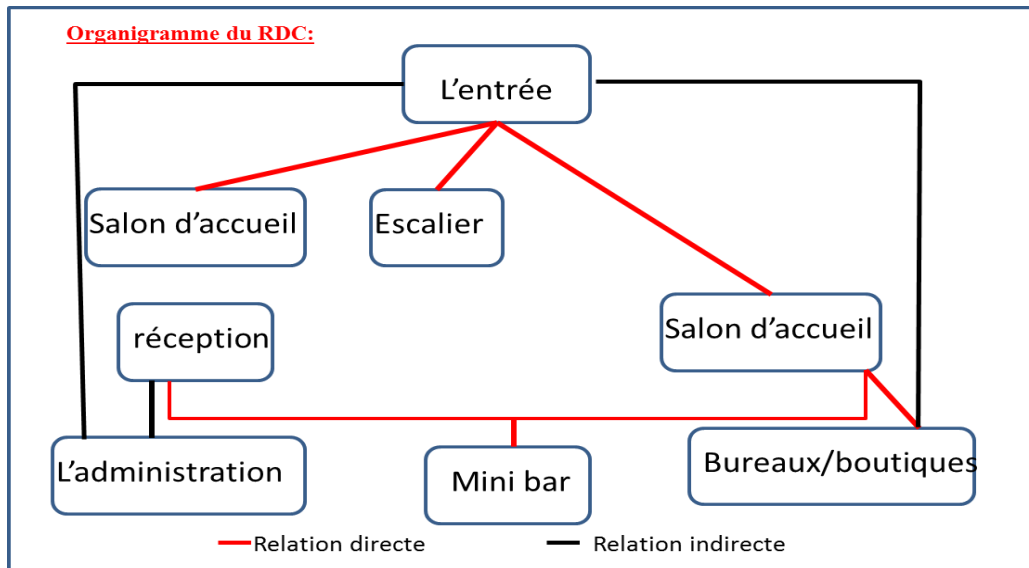 Organigramme du RDC:
L'entrée
Salon d'accueil
Escalier
réception
Salon d'accueil
L'administration
Mini bar
Bureaux/boutiques
Relation directe
Relation indirecte